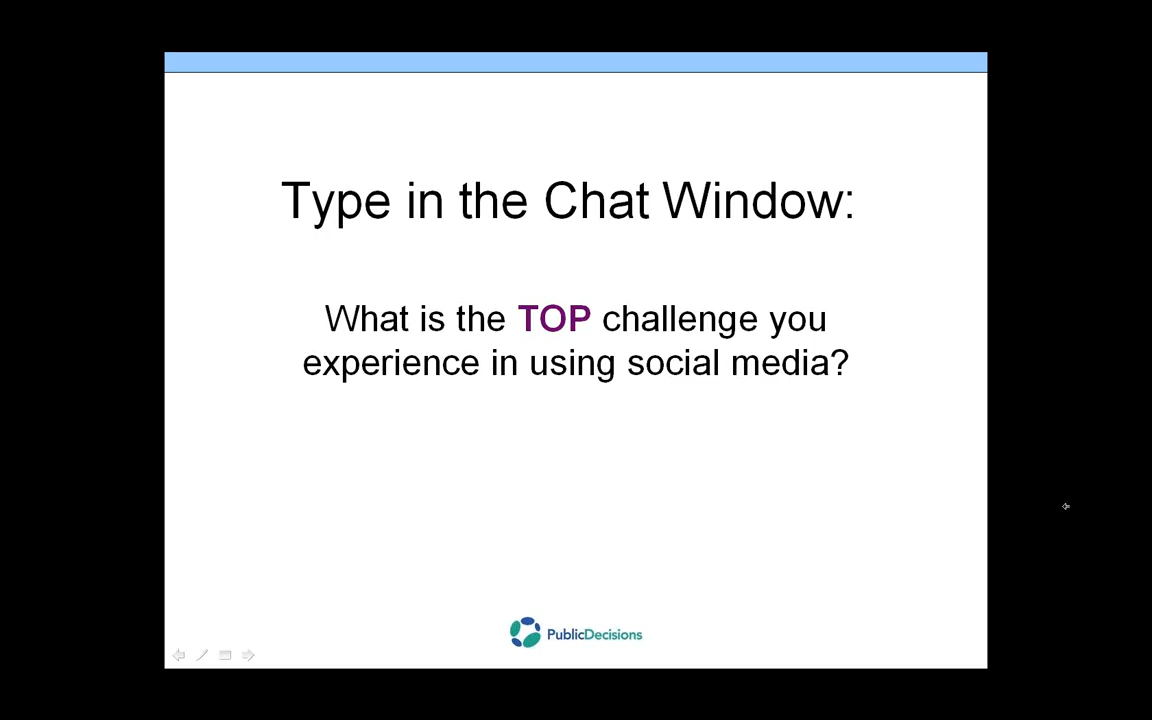 Type in the Chat Window:
What is the TOP challenge you
experience in using social media?
PublicDecisions